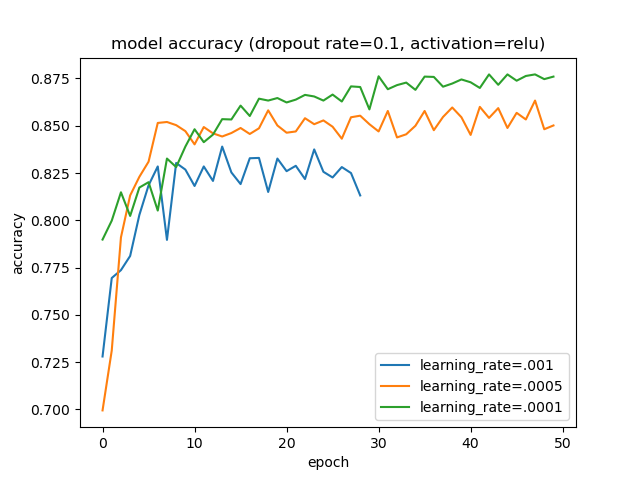 model accuracy (dropout rate=0.1, activation=relu)
0.875
0.850
0.825
0.800
0.775
0.750
0.725
0.700
accuracy
learning_rate=.001
learning_rate=.0005
learning_rate=.0001
0 10 20 30 40 50
epoch